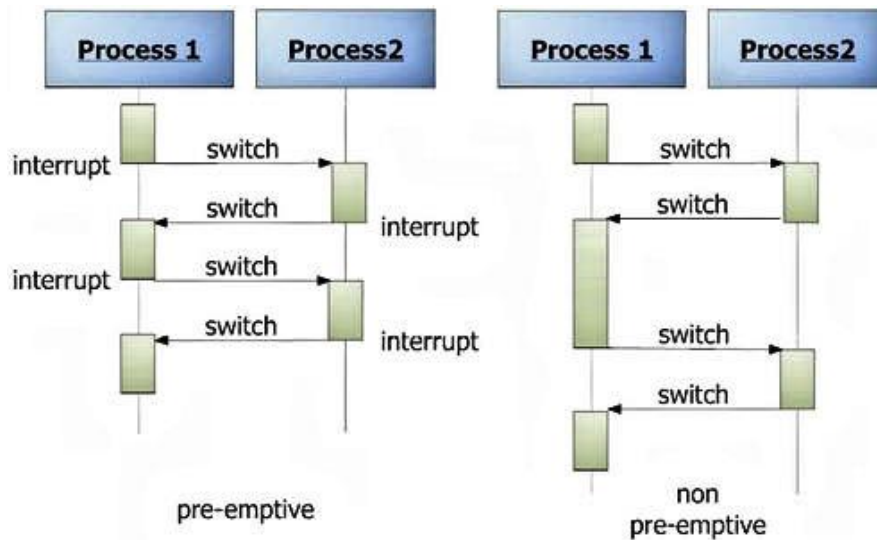 Process 1
Process2
interrupt
switch
switch
interrupt
interrupt
switch
switch
interrupt
pre-emptive
Process 1
Process2
switch
switch
switch
switch
non
pre-emptive